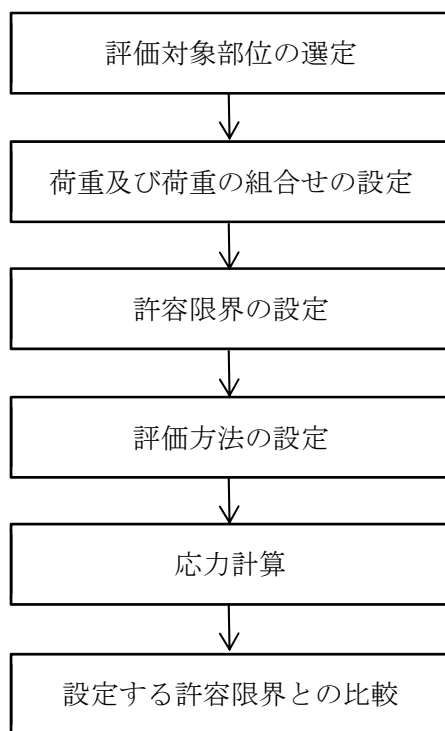 評価対象部位の選定
荷重及び荷重の組合せの設定
許容限界の設定
評価方法の設定
応力計算
設定する許容限界との比較